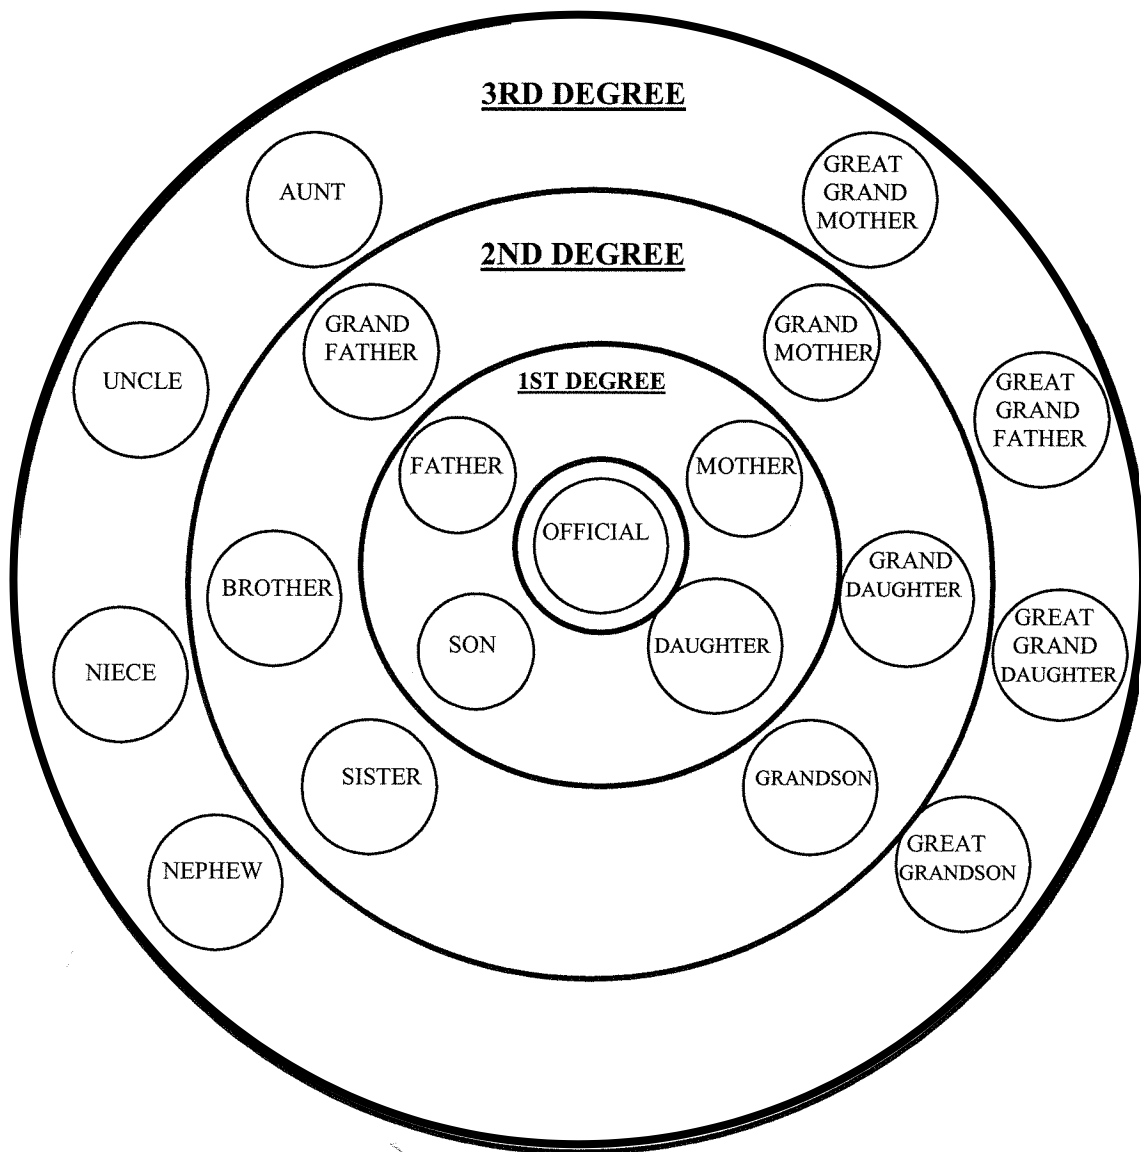 3RD DEGREE
AUNT
GREAT
GRAND
MOTHER
2ND DEGREE
GRAND
FATHER
GRAND
MOTHER
UNCLE
1ST DEGREE
GREAT
GRAND
FATHER
FATHER
MOTHER
OFFICIAL
BROTHER
GRAND
DAUGHTER
SON
DAUGHTER
GREAT
GRAND
DAUGHTER
NIECE
SISTER
GRANDSON
NEPHEW
GREAT
GRANDSON